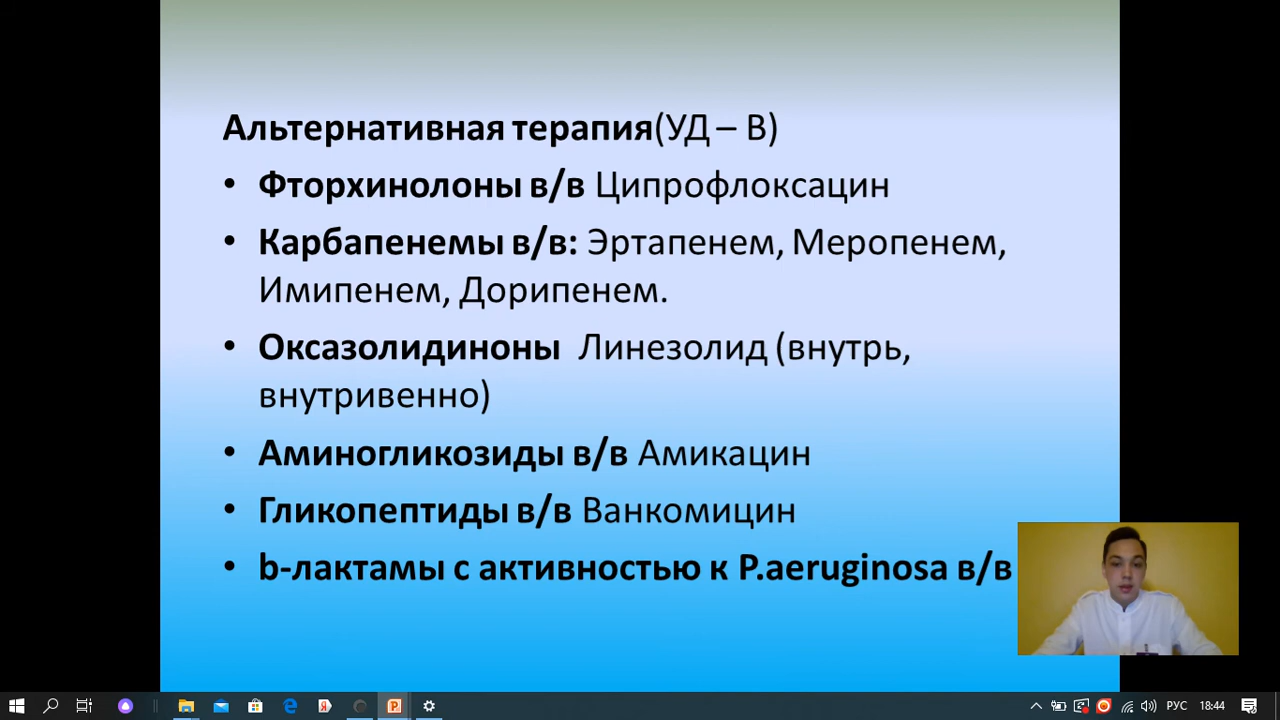 Альтернативная терапия(УД – В)
• Фторхинолоны в/в Ципрофлоксацин
• Карбапенемы в/в: Эртапенем, Меропенем,
Имипенем, Дорипенем.
• Оксазолидиноны Линезолид (внутрь,
внутривенно)
• Аминогликозиды в/в Амикацин
• Гликопептиды в/в Ванкомицин
• b-лактамы с активностью к P.aeruginosa в/в
РУС 18:44